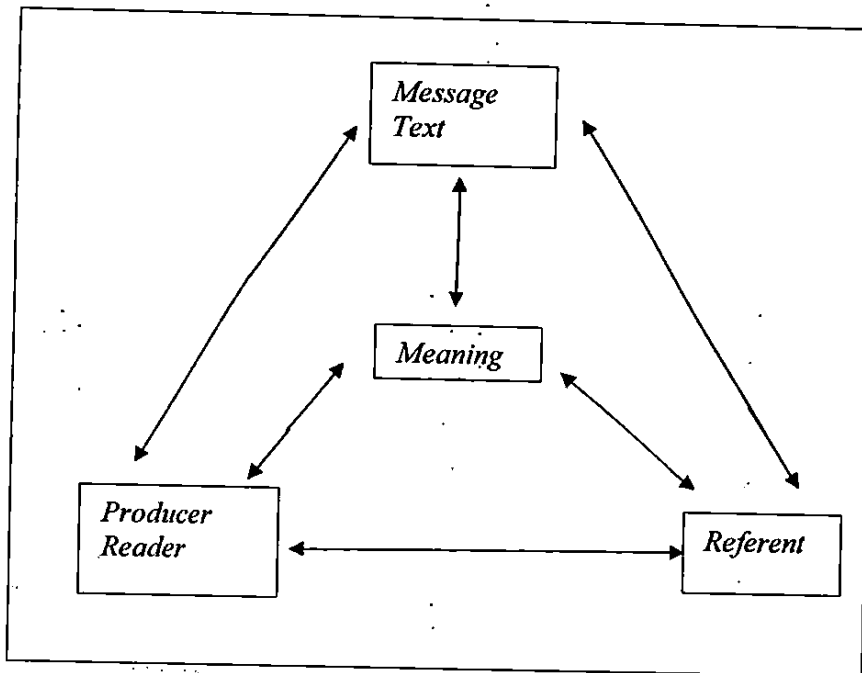 Message
Text
Meaning
Producer
Reader
Referent